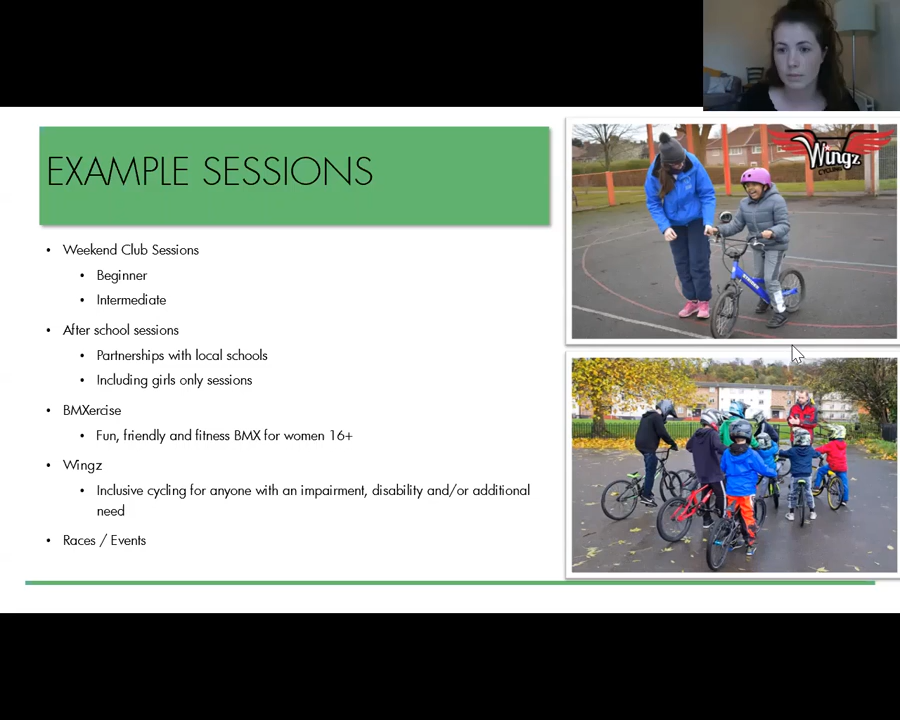 EXAMPLE SESSIONS
• Weekend Club Sessions
• Beginner
• Intermediate
• After school sessions
• Partnerships with local schools
• Including girls only sessions
• BMXercise
• Fun, friendly and fitness BMX for women 16+
• Wingz
• Inclusive cycling for anyone with an impairment, disability and/or additional
need
• Races / Events
Wingz
CYCLING